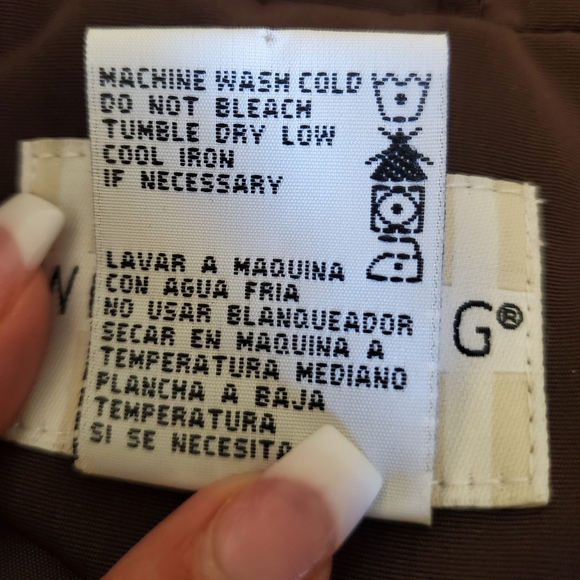 MACHINE WASH COLD
DO NOT BLEACH
TUMBLE DRY LOW
COOL IRON
IF NECESSARY
LAVAR A MAQUINA
CON AGUA FRIA
NO USAR BLANQUEADOR
SECAR EN MAQUINA A
TEMPERATURA MEDIANO
PLANCHA A BAJA
TEMPERATURA
SI SE NECESITA
G®